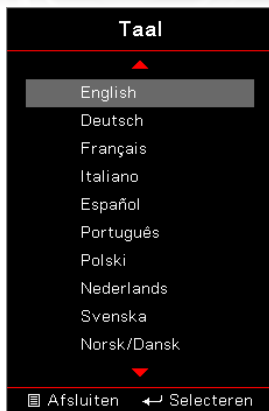 Taal
English
Deutsch
Français
Italiano
Español
Português
Polski
Nederlands
Svenska
Norsk/Dansk
Afsluiten Selecteren